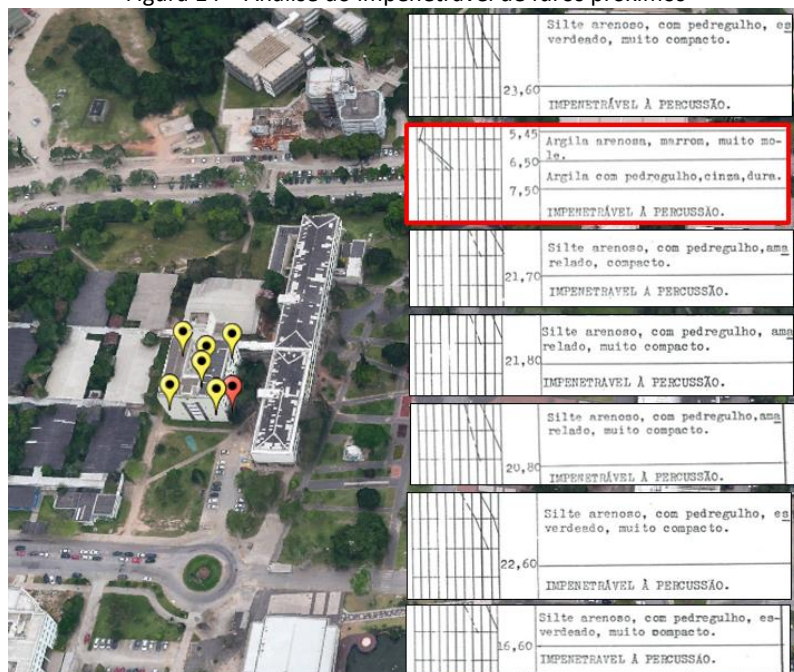 Silte arenoso, com pedregulho, es
verdeado, muito compacto.
23,60
IMPENETRÁVEL À PERCUSSÃO.
5,45
Argila arenosa, marrom, muito mo-
le.
6,50
Argila com pedregulho,cinza,dura.
7,50
IMPENETRÁVEL À PERCUSSÃO.
Silte arenoso, com pedregulho,ama
relado, compacto.
21,70
IMPENETRAVEL A PERCUSSÃO.
Silte arenoso, com pedregulho, ama
relado, muito compacto.
21,80
IMPENETRAVEL À PERCUSSÃO.
Silte arenoso, com pedregulho,ama
relado, muito compacto.
20,80
IMPENETRÁVEL À PERCUSSÃO.
Silte arenoso, com pedregulho, es
verdeado, muito compacto.
22,60
IMPENETRÁVEL À PERCUSSÃO.
Silte arenoso, com pedregulho, es-
verdeado, muito compacto.
16,60
IMPENETRÁVEL À PERCUSSÃO.